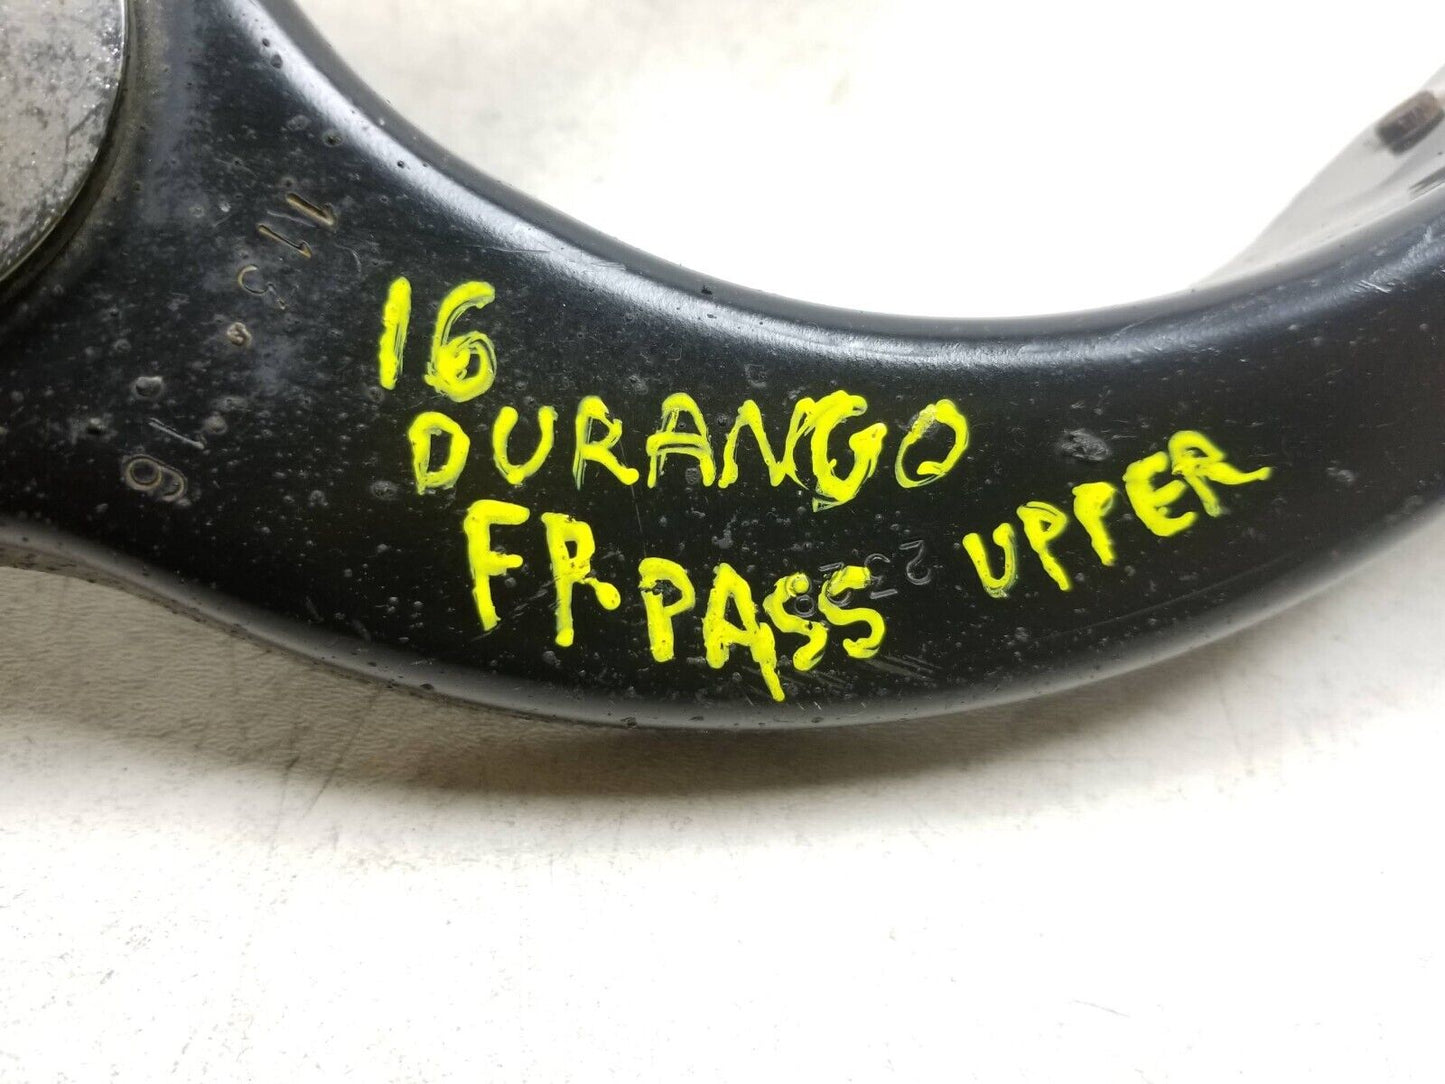 16
DURANGO
FR PASS UPPER